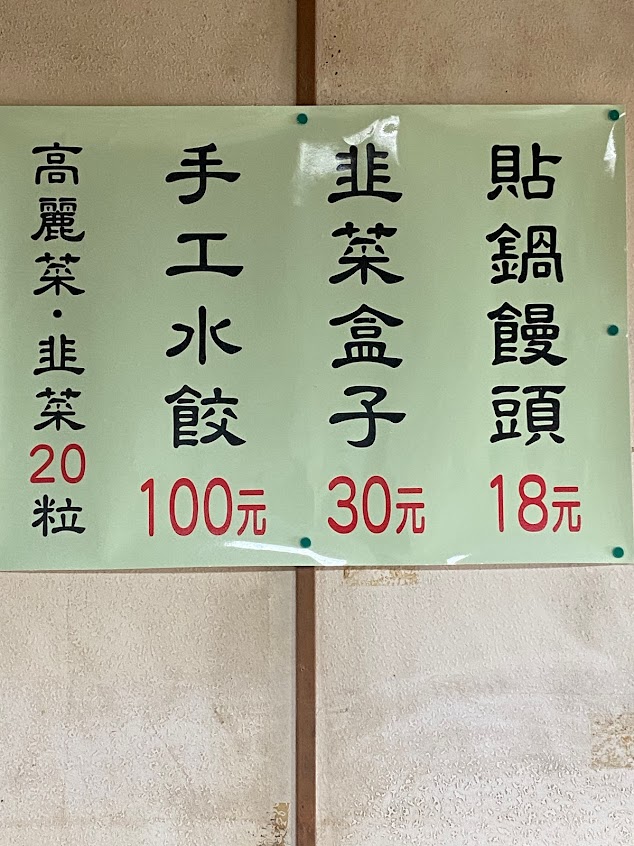 貼鍋饅頭
18元
韭菜盒子
30元
手工水餃
100元
高麗菜·韭菜
20粒